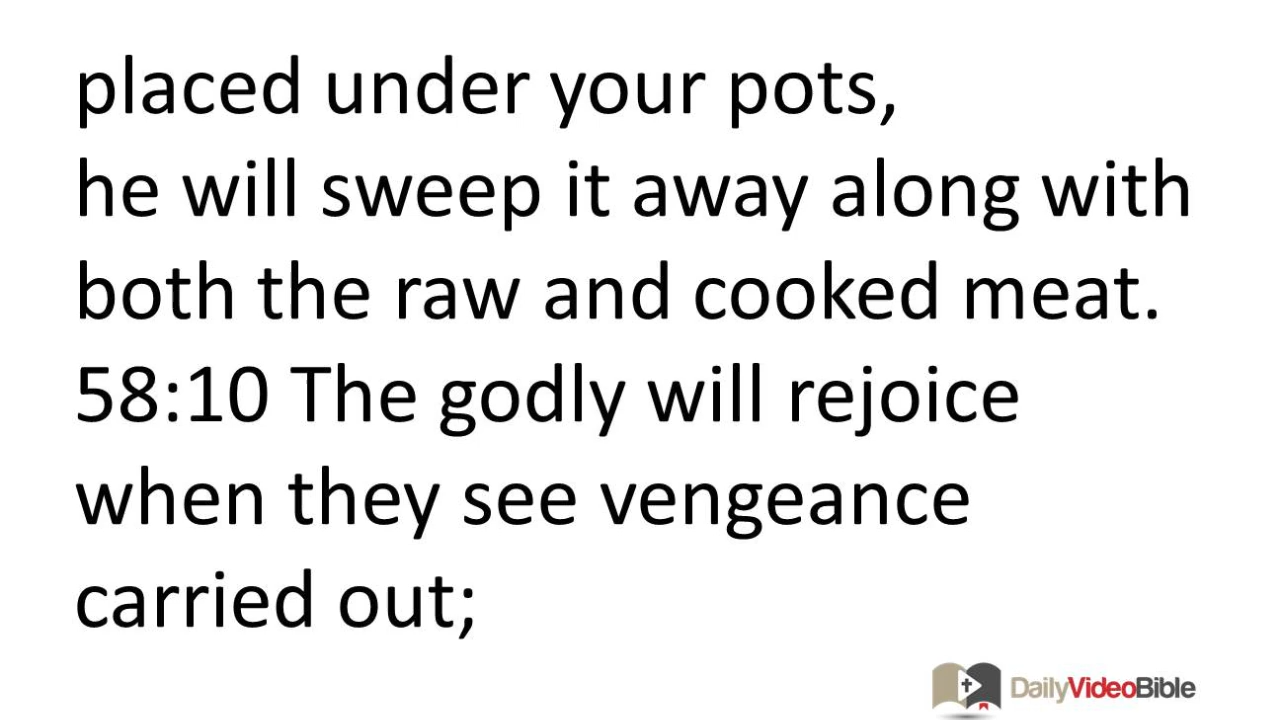 placed under your pots,
he will sweep it away along with
both the raw and cooked meat.
58:10 The godly will rejoice
when they see vengeance
carried out;
DailyVideoBible